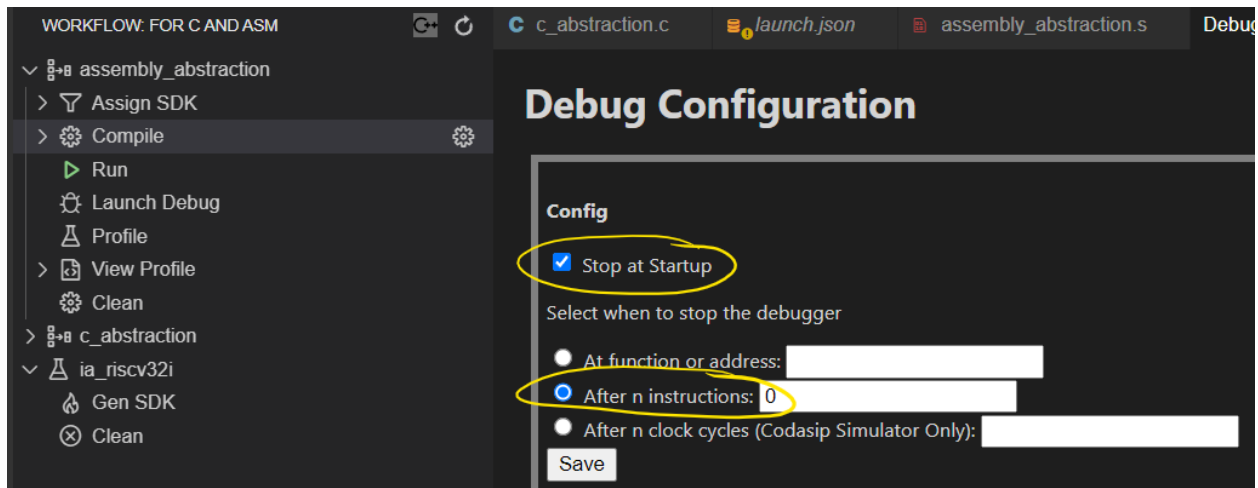 WORKFLOW: FOR C AND ASM
assembly_abstraction
Assign SDK
Compile
Run
Launch Debug
Profile
View Profile
Clean
c_abstraction
ia_riscv32i
Gen SDK
Clean
C c_abstraction.c launch.json assembly_abstraction.s Debug
Debug Configuration
Config
Stop at Startup
Select when to stop the debugger
At function or address:
After n instructions: 0
After n clock cycles (Codasip Simulator Only):
Save